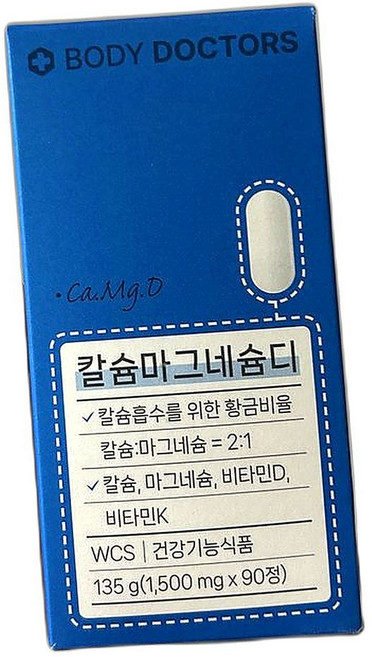 BODY DOCTORS
·Ca.Mg.D
칼슘마그네슘디
✓칼슘흡수를 위한 황금비율
칼슘:마그네슘 = 2:1
✓칼슘, 마그네슘, 비타민D,
비타민K
WCS | 건강기능식품
135 g(1,500 mg x 90정)